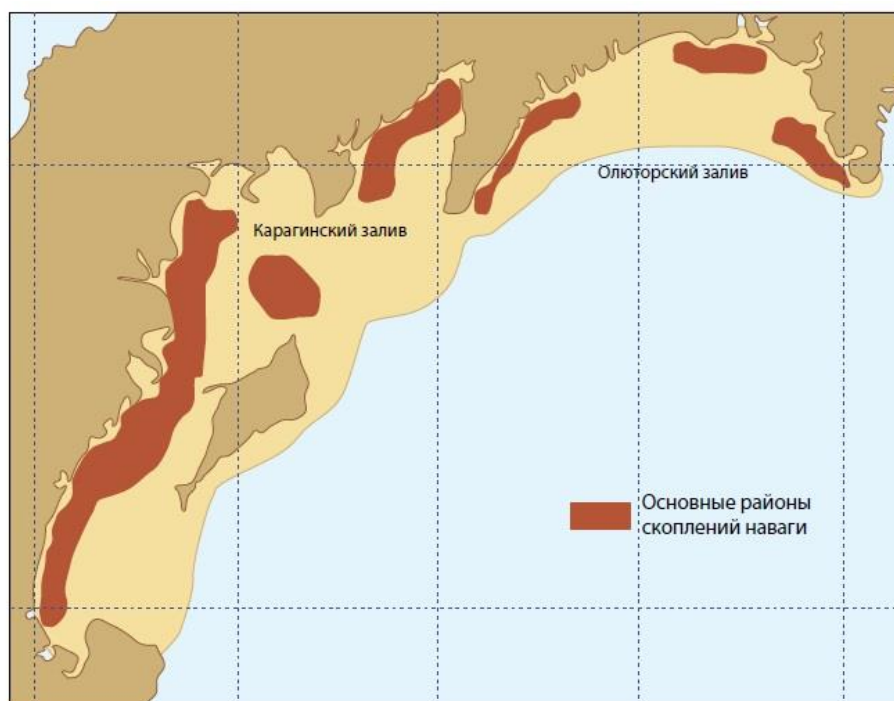 Олюторский залив
Карагинский залив
Основные районы
скоплений наваги